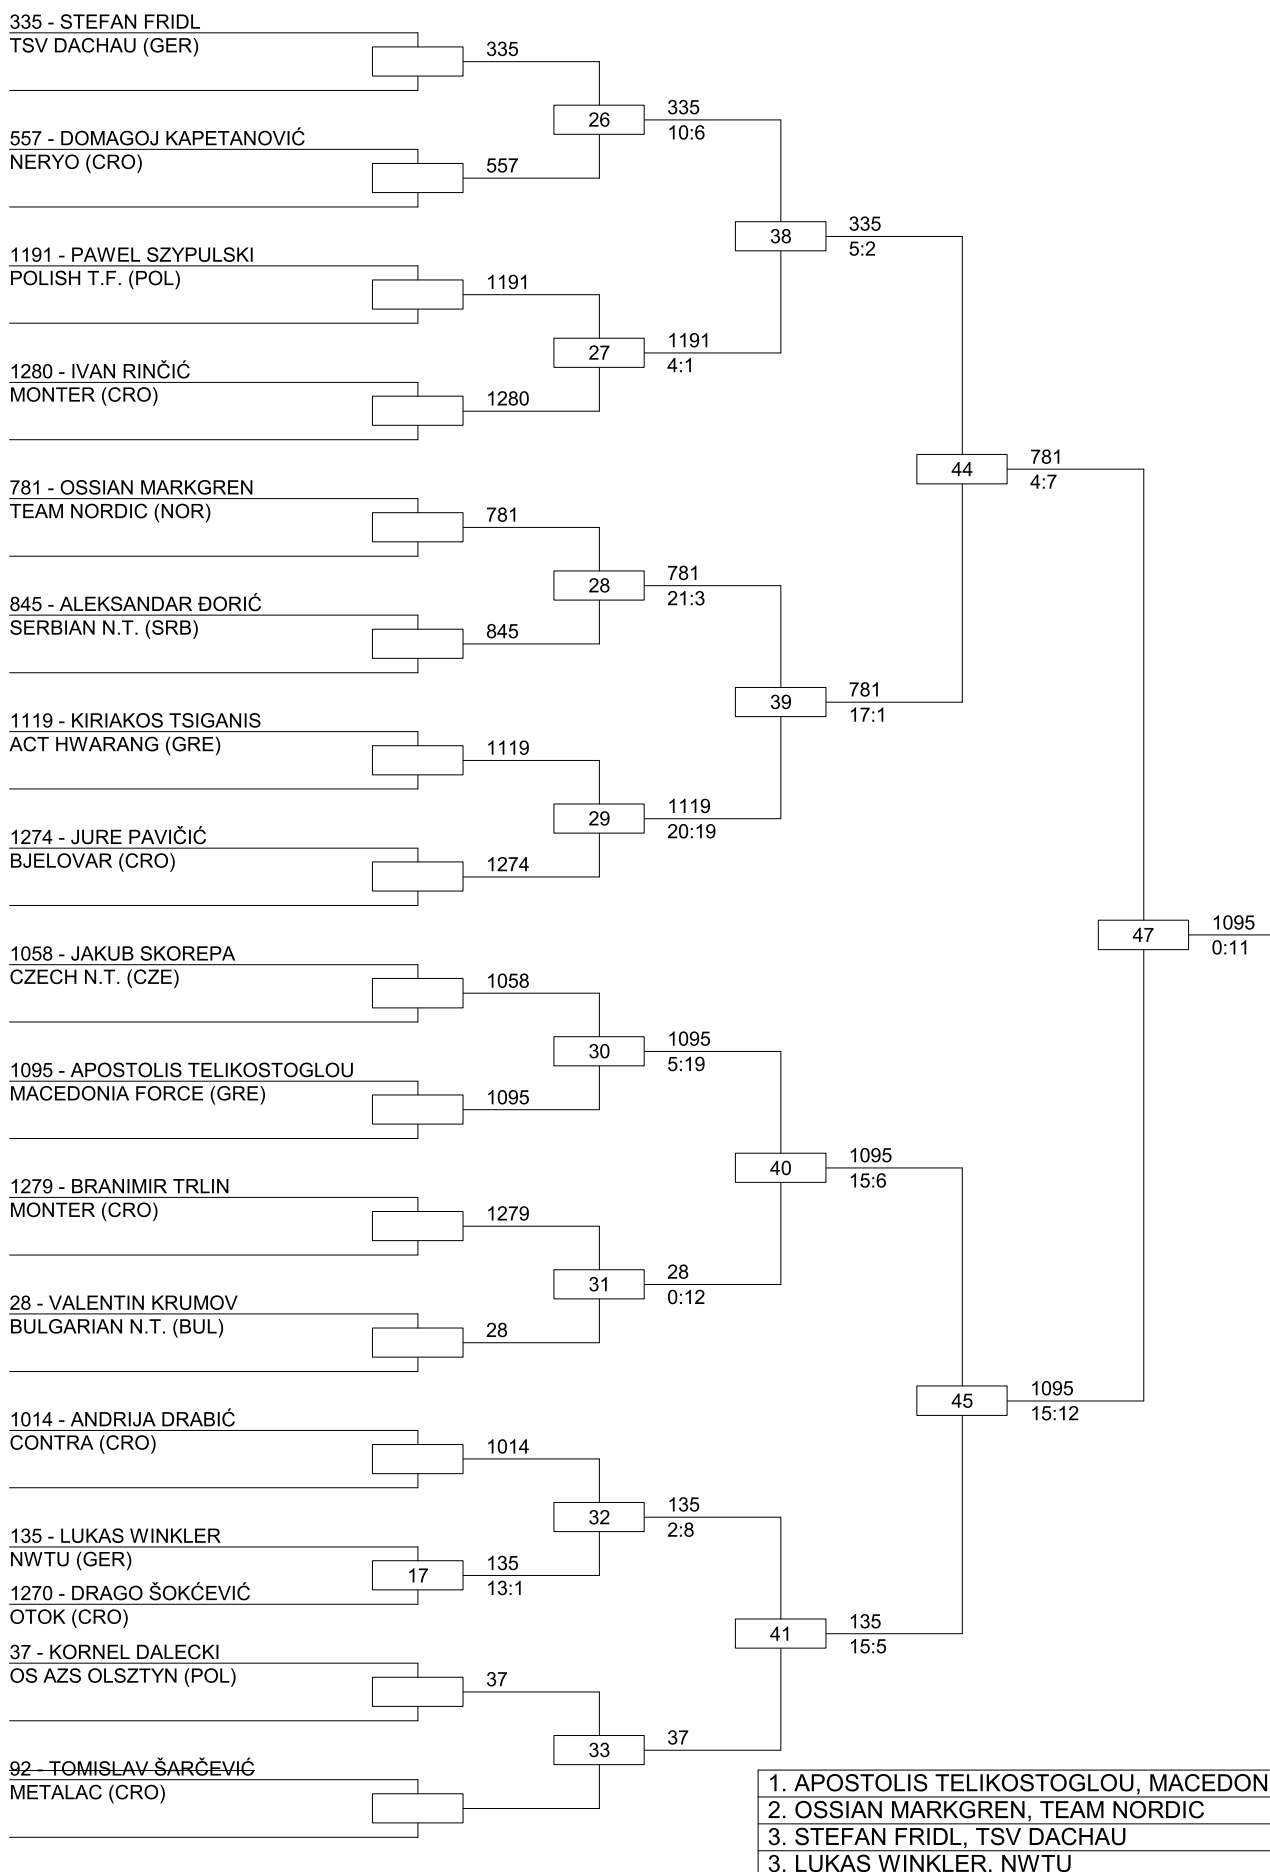 335 - STEFAN FRIDL
TSV DACHAU (GER)
335
26
335
10:6
557 - DOMAGOJ KAPETANOVIĆ
NERYO (CRO)
557
38
335
5:2
1191 - PAWEL SZYPULSKI
POLISH T.F. (POL)
1191
27
1191
4:1
1280 - IVAN RINČIĆ
MONTER (CRO)
1280
44
781
4:7
781 - OSSIAN MARKGREN
TEAM NORDIC (NOR)
781
28
781
21:3
845 - ALEKSANDAR ĐORIĆ
SERBIAN N.T. (SRB)
845
39
781
17:1
1119 - KIRIAKOS TSIGANIS
ACT HWARANG (GRE)
1119
29
1119
20:19
1274 - JURE PAVIČIĆ
BJELOVAR (CRO)
1274
47
1095
0:11
1058 - JAKUB SKOREPA
CZECH N.T. (CZE)
1058
30
1095
5:19
1095 - APOSTOLIS TELIKOSTOGLOU
MACEDONIA FORCE (GRE)
1095
40
1095
15:6
1279 - BRANIMIR TRLIN
MONTER (CRO)
1279
31
28
0:12
28 - VALENTIN KRUMOV
BULGARIAN N.T. (BUL)
28
45
1095
15:12
1014 - ANDRIJA DRABIĆ
CONTRA (CRO)
1014
32
135
2:8
135 - LUKAS WINKLER
NWTU (GER)
17
135
13:1
1270 - DRAGO ŠOKĆEVIĆ
OTOK (CRO)
41
135
15:5
37 - KORNEL DALECKI
OS AZS OLSZTYN (POL)
37
33
37
92 - TOMISLAV ŠARČEVIĆ
METALAC (CRO)
1. APOSTOLIS TELIKOSTOGLOU, MACEDON
2. OSSIAN MARKGREN, TEAM NORDIC
3. STEFAN FRIDL, TSV DACHAU
3. LUKAS WINKLER, NWTU